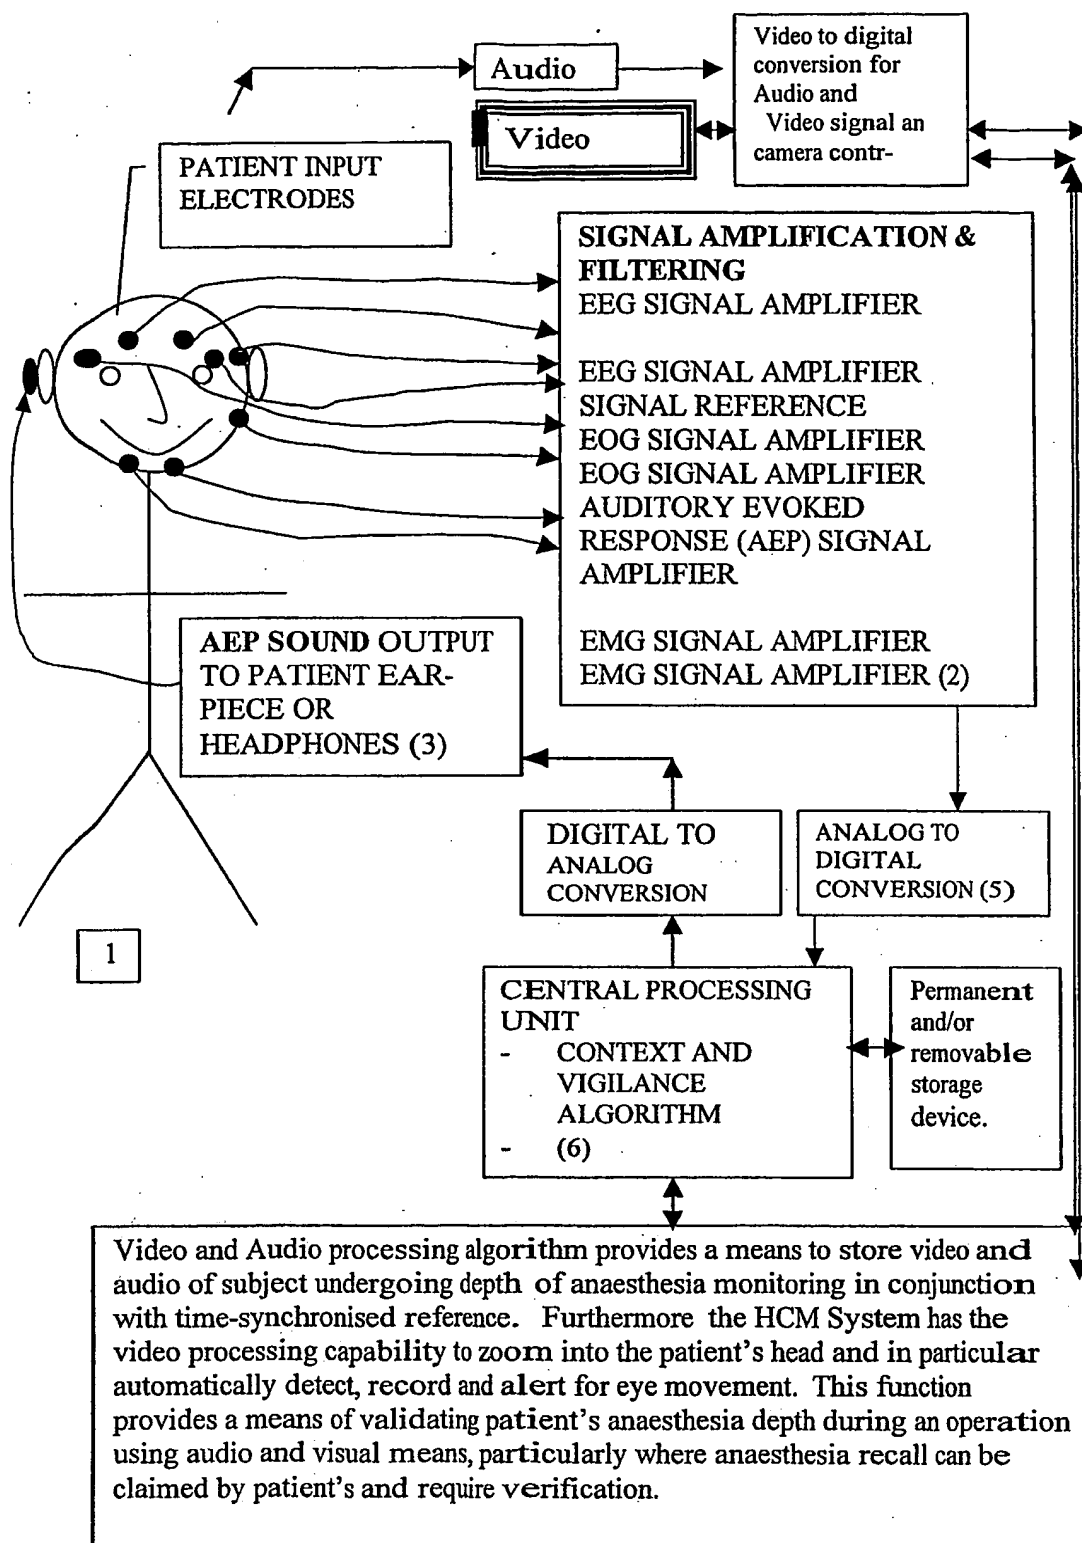 Audio
Video
Video to digital
conversion for
Audio and
Video signal an
camera contr-
PATIENT INPUT
ELECTRODES
SIGNAL AMPLIFICATION &
FILTERING
EEG SIGNAL AMPLIFIER
EEG SIGNAL AMPLIFIER
SIGNAL REFERENCE
EOG SIGNAL AMPLIFIER
EOG SIGNAL AMPLIFIER
AUDITORY EVOKED
RESPONSE (AEP) SIGNAL
AMPLIFIER
EMG SIGNAL AMPLIFIER
EMG SIGNAL AMPLIFIER (2)
AEP SOUND OUTPUT
TO PATIENT EAR-
PIECE OR
HEADPHONES (3)
DIGITAL TO
ANALOG
CONVERSION
ANALOG TO
DIGITAL
CONVERSION (5)
1
CENTRAL PROCESSING
UNIT
- CONTEXT AND
VIGILANCE
ALGORITHM
- (6)
Permanent
and/or
removable
storage
device.
Video and Audio processing algorithm provides a means to store video and
audio of subject undergoing depth of anaesthesia monitoring in conjunction
with time-synchronised reference. Furthermore the HCM System has the
video processing capability to zoom into the patient's head and in particular
automatically detect, record and alert for eye movement. This function
provides a means of validating patient's anaesthesia depth during an operation
using audio and visual means, particularly where anaesthesia recall can be
claimed by patient's and require verification.